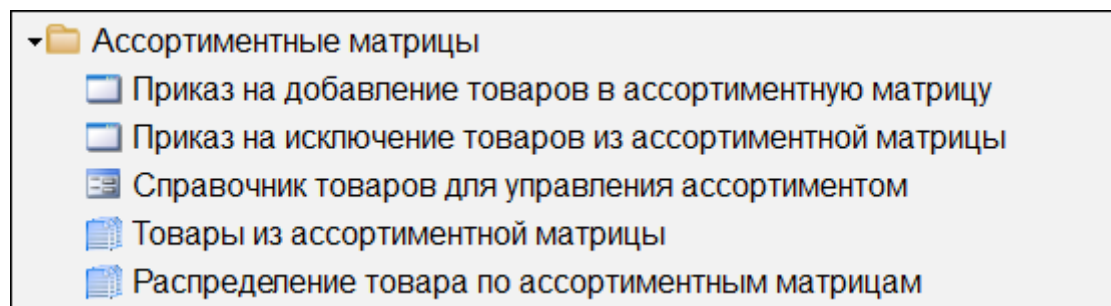 Ассортиментные матрицы
Приказ на добавление товаров в ассортиментную матрицу
Приказ на исключение товаров из ассортиментной матрицы
Справочник товаров для управления ассортиментом
Товары из ассортиментной матрицы
Распределение товара по ассортиментным матрицам